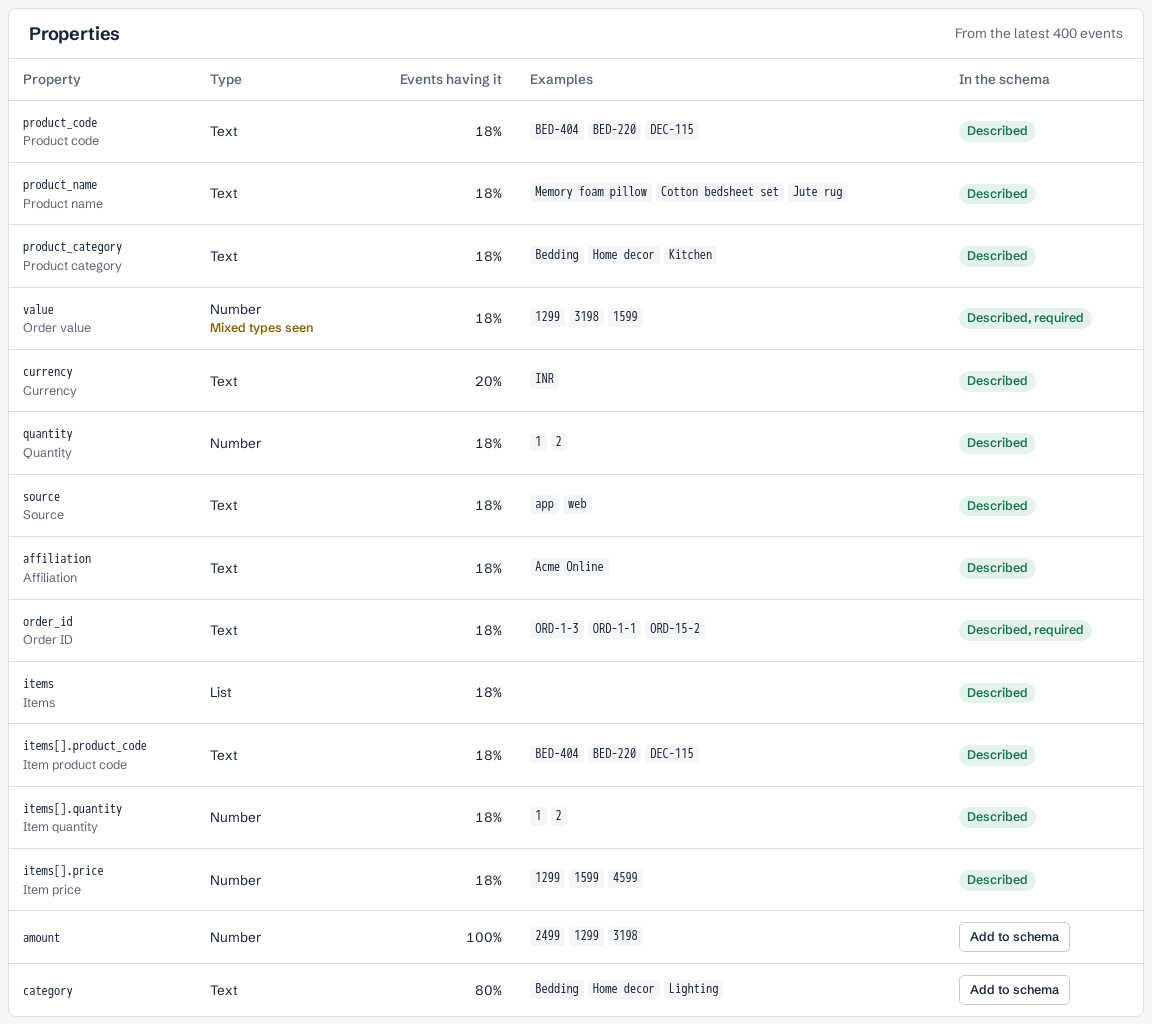 Properties From the latest 400 events
Property Type Events having it Examples In the schema
product_code
Product code
Text 18% BED-404 BED-220 DEC-115 Described
product_name
Product name
Text 18% Memory foam pillow Cotton bedsheet set Jute rug Described
product_category
Product category
Text 18% Bedding Home decor Kitchen Described
value
Order value
Number
Mixed types seen
18% 1299 3198 1599 Described, required
currency
Currency
Text 20% INR Described
quantity
Quantity
Number 18% 1 2 Described
source
Source
Text 18% app web Described
affiliation
Affiliation
Text 18% Acme Online Described
order_id
Order ID
Text 18% ORD-1-3 ORD-1-1 ORD-15-2 Described, required
items
Items
List 18% Described
items[].product_code
Item product code
Text 18% BED-404 BED-220 DEC-115 Described
items[].quantity
Item quantity
Number 18% 1 2 Described
items[].price
Item price
Number 18% 1299 1599 4599 Described
amount Number 100% 2499 1299 3198 Add to schema
category Text 80% Bedding Home decor Lighting Add to schema